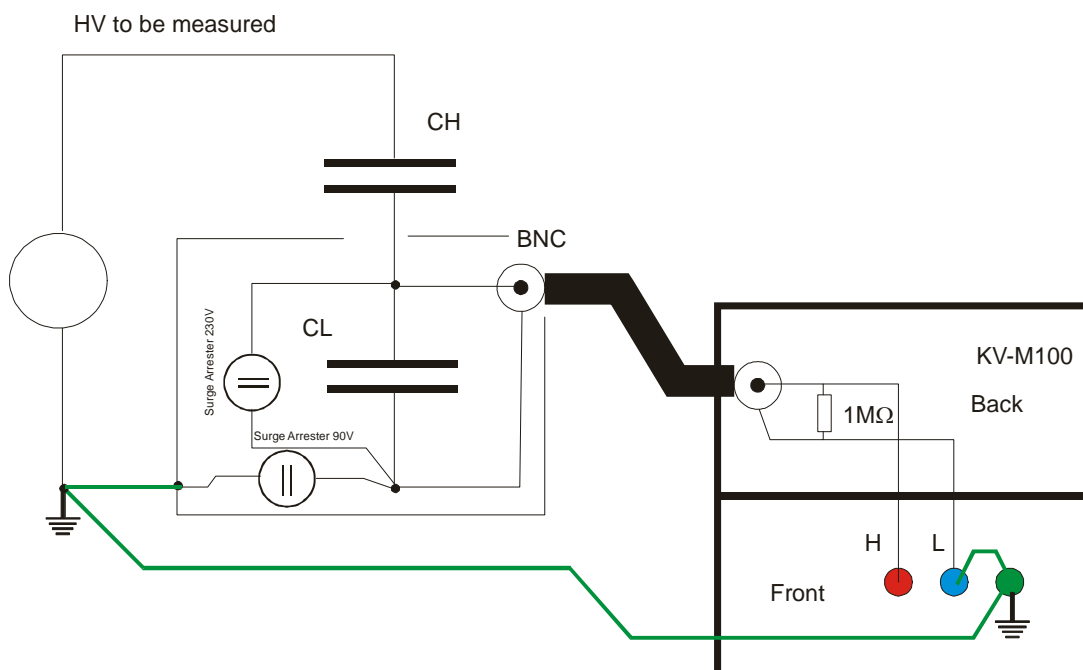 HV to be measured
CH
BNC
Surge Arrester 230V
CL
KV-M100
1MΩ
Back
Surge Arrester 90V
H
L
Front